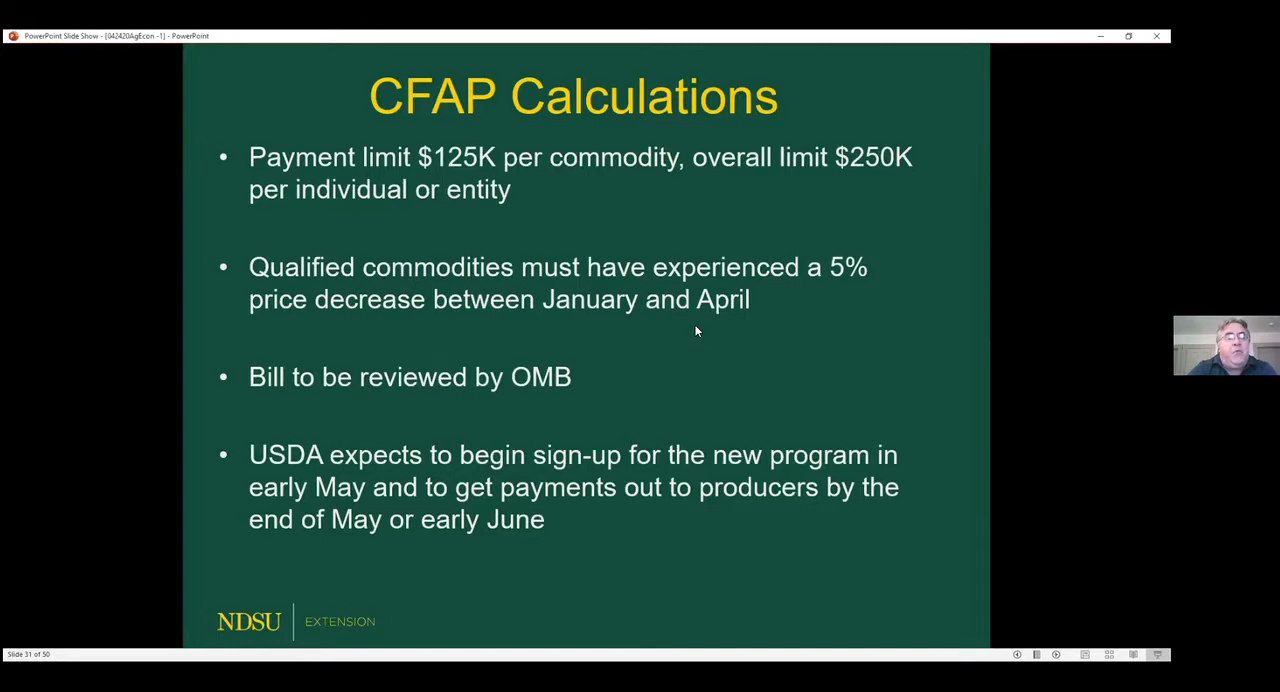 PowerPoint Slide Show - [042420AgEcon -1] - PowerPoint
CFAP Calculations
• Payment limit $125K per commodity, overall limit $250K
per individual or entity
• Qualified commodities must have experienced a 5%
price decrease between January and April
• Bill to be reviewed by OMB
• USDA expects to begin sign-up for the new program in
early May and to get payments out to producers by the
end of May or early June
NDSU EXTENSION
Slide 31 of 50